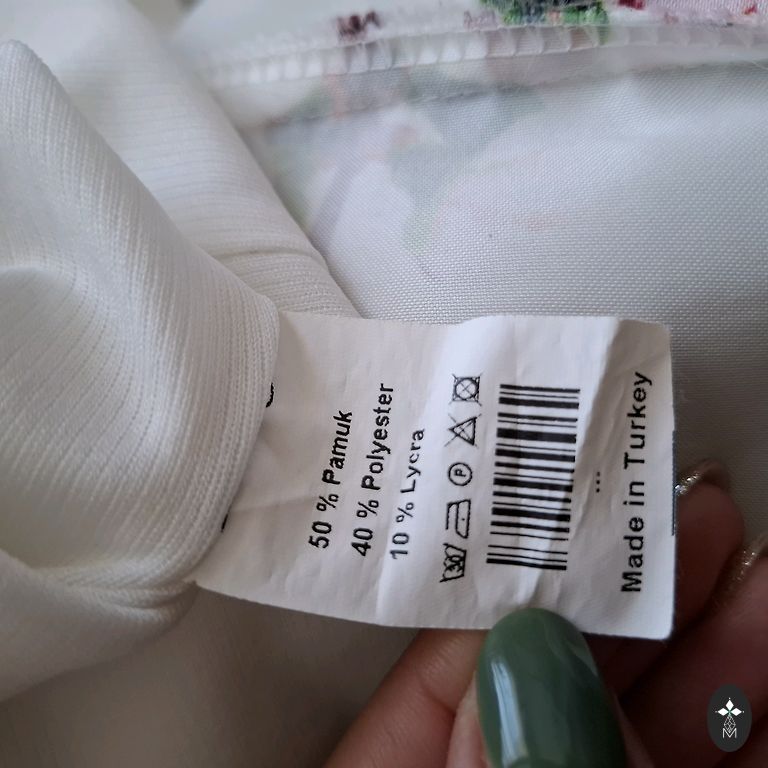 50 % Pamuk
40 % Polyester
10 % Lycra
P
...
Made in Turkey
M